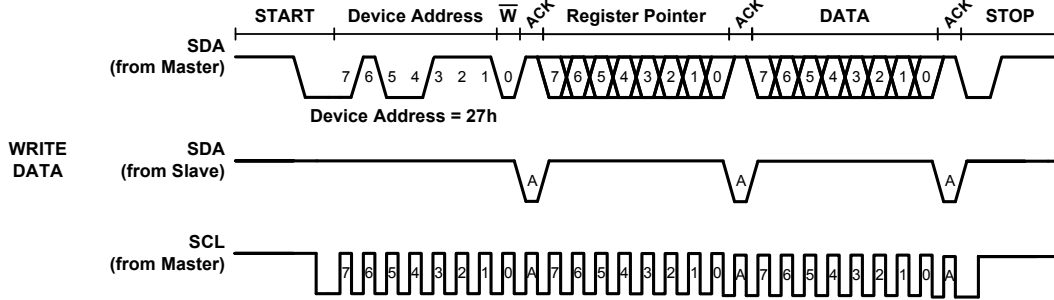 START Device Address W ACK Register Pointer ACK DATA ACK STOP
SDA
(from Master)
7 6 5 4 3 2 1 0 7 6 5 4 3 2 1 0 7 6 5 4 3 2 1 0
Device Address = 27h
WRITE
DATA
SDA
(from Slave)
A A A
SCL
(from Master)
7 6 5 4 3 2 1 0 A 7 6 5 4 3 2 1 0 A 7 6 5 4 3 2 1 0 A